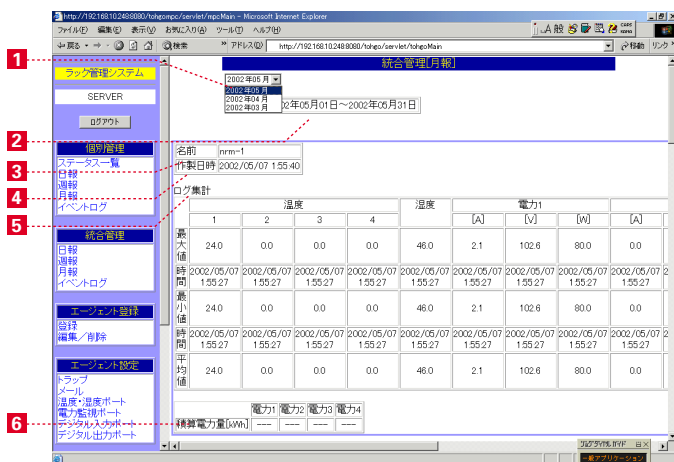 http://192.168.10.248:8080/tohgompc/servlet/mpcMain - Microsoft Internet Explorer
ファイル(F) 編集(E) 表示(V) お気に入り(A) ツール(T) ヘルプ(H)
A 般
CAPS
KANA
戻る
検索
»
アドレス(D)
http://192.168.10.248:8080/tohgo/servlet/tohgoMain
移動
リンク »
1
2
3
4
5
6
ラック管理システム
SERVER
ログアウト
個別管理
ステータス一覧
日報
週報
月報
イベントログ
統合管理
日報
週報
月報
イベントログ
エージェント登録
登録
編集/削除
エージェント設定
トラップ
メール
温度・湿度ポート
電力監視ポート
デジタル入力ポート
デジタル出力ポート
統合管理[月報]
2002年05月
2002年05月
2002年04月
2002年03月
02年05月01日~2002年05月31日
名前 nrm-1
作製日時 2002/05/07 1:55:40
ログ集計
温度 湿度 電力1
1 2 3 4 [A] [V] [W] [A]
最大値 24.0 0.0 0.0 0.0 46.0 2.1 102.6 80.0 0.0
時間 2002/05/07 1:55:27 2002/05/07 1:55:27 2002/05/07 1:55:27 2002/05/07 1:55:27 2002/05/07 1:55:27 2002/05/07 1:55:27 2002/05/07 1:55:27 2002/05/07 1:55:27 2002/05/07 1:55:27 2
最小値 24.0 0.0 0.0 0.0 46.0 2.1 102.6 80.0 0.0
時間 2002/05/07 1:55:27 2002/05/07 1:55:27 2002/05/07 1:55:27 2002/05/07 1:55:27 2002/05/07 1:55:27 2002/05/07 1:55:27 2002/05/07 1:55:27 2002/05/07 1:55:27 2002/05/07 1:55:27 2
平均値 24.0 0.0 0.0 0.0 46.0 2.1 102.6 80.0 0.0
電力1 電力2 電力3 電力4
積算電力量[kWh] --- --- --- ---
一般アプリケーション